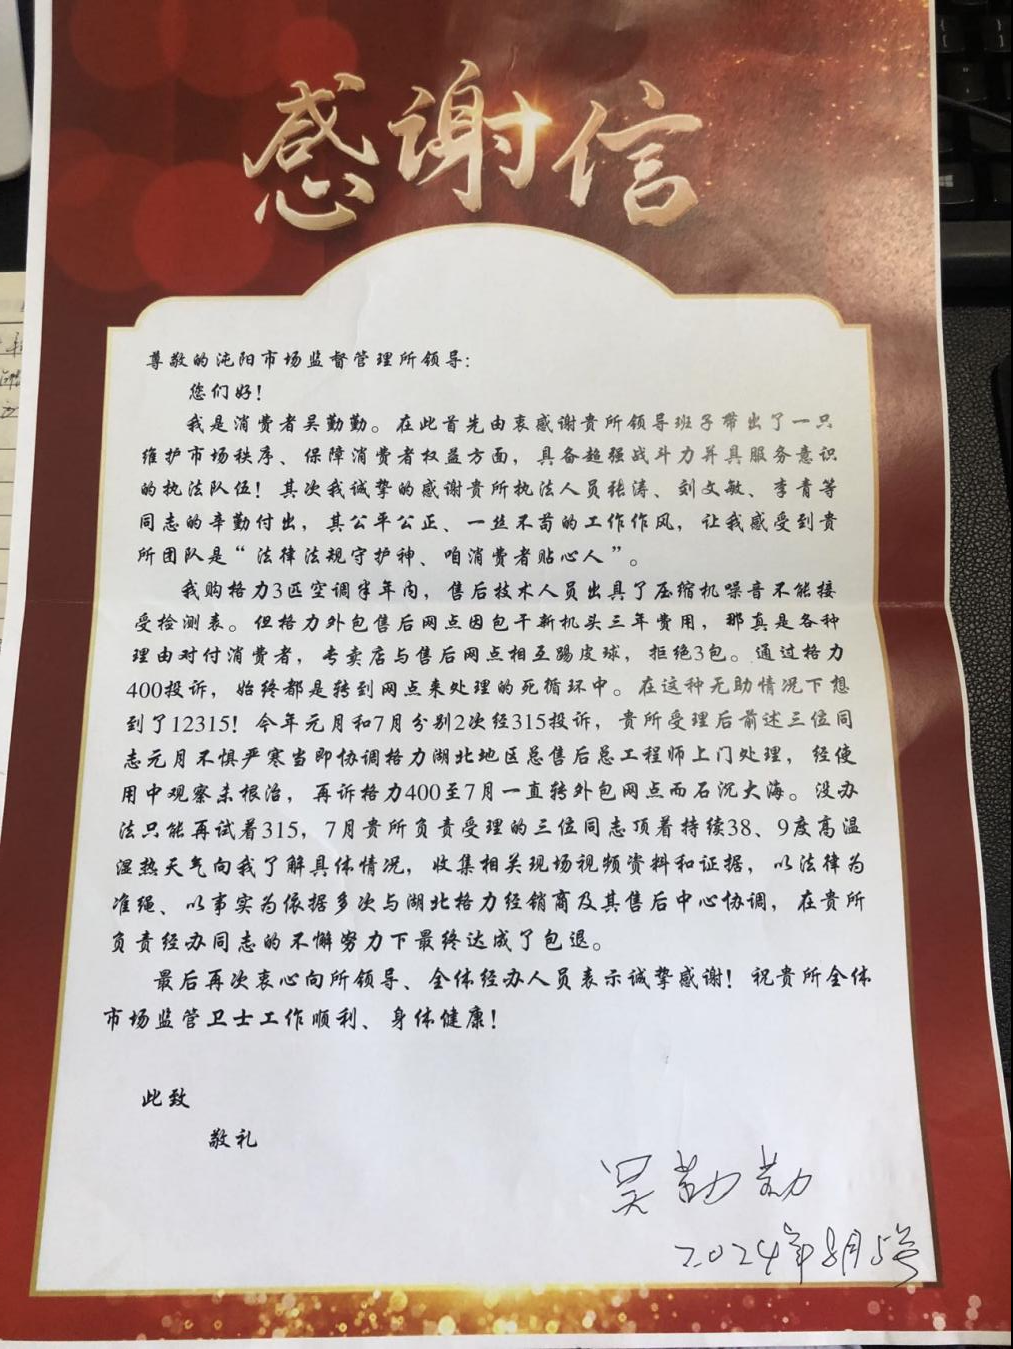 感谢信
尊敬的沌阳市场监督管理所领导：
您们好！
我是消费者吴勤勤。在此首先由衷感谢贵所领导班子带出了一只
维护市场秩序、保障消费者权益方面，具备超强战斗力并具服务意识
的执法队伍！其次我诚挚的感谢贵所执法人员张涛、刘文敏、李青等
同志的辛勤付出，其公平公正、一丝不苟的工作作风，让我感受到贵
所团队是“法律法规守护神、咱消费者贴心人”。
我购格力3匹空调半年内，售后技术人员出具了压缩机噪音不能接
受检测表。但格力外包售后网点因包干新机头三年费用，那真是各种
理由对付消费者，专卖店与售后网点相互踢皮球，拒绝3包。通过格力
400投诉，始终都是转到网点来处理的死循环中。在这种无助情况下想
到了12315！今年元月和7月分别2次经315投诉，贵所受理后前述三位同
志元月不惧严寒当即协调格力湖北地区总售后总工程师上门处理，经使
用中观察未根治，再诉格力400至7月一直转外包网点而石沉大海。没办
法只能再试着315，7月贵所负责受理的三位同志顶着持续38、9度高温
湿热天气向我了解具体情况，收集相关现场视频资料和证据，以法律为
准绳、以事实为依据多次与湖北格力经销商及其售后中心协调，在贵所
负责经办同志的不懈努力下最终达成了包退。
最后再次衷心向所领导、全体经办人员表示诚挚感谢！祝贵所全体
市场监管卫士工作顺利、身体健康！
此致
敬礼
吴勤勤
2024年8月5号